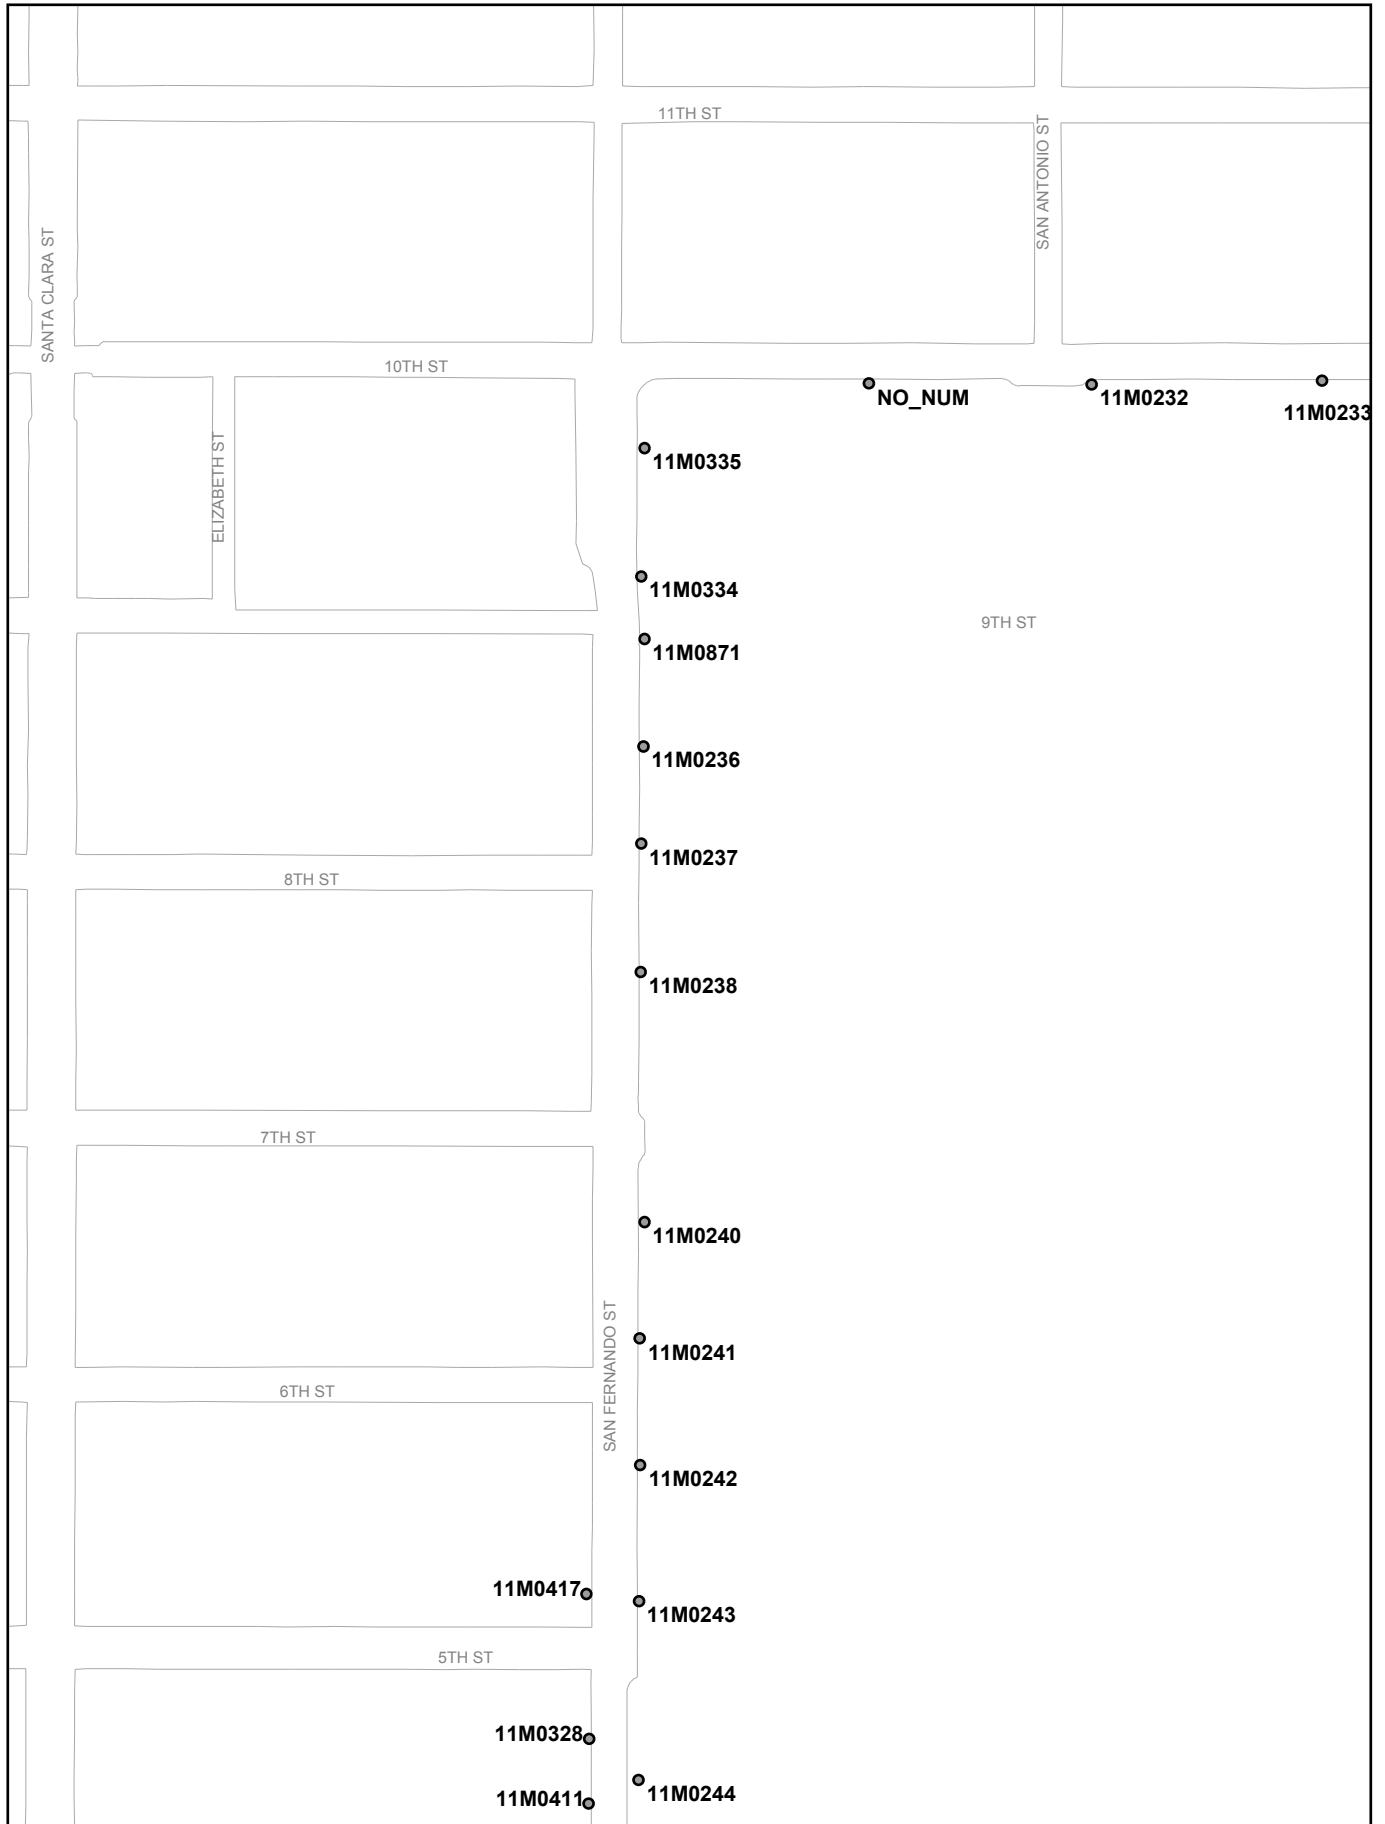 11TH ST
SAN ANTONIO ST
SANTA CLARA ST
10TH ST
NO_NUM
11M0232
11M0233
ELIZABETH ST
11M0335
11M0334
9TH ST
11M0871
11M0236
11M0237
8TH ST
11M0238
7TH ST
11M0240
SAN FERNANDO ST
11M0241
6TH ST
11M0242
11M0417
11M0243
5TH ST
11M0328
11M0244
11M0411